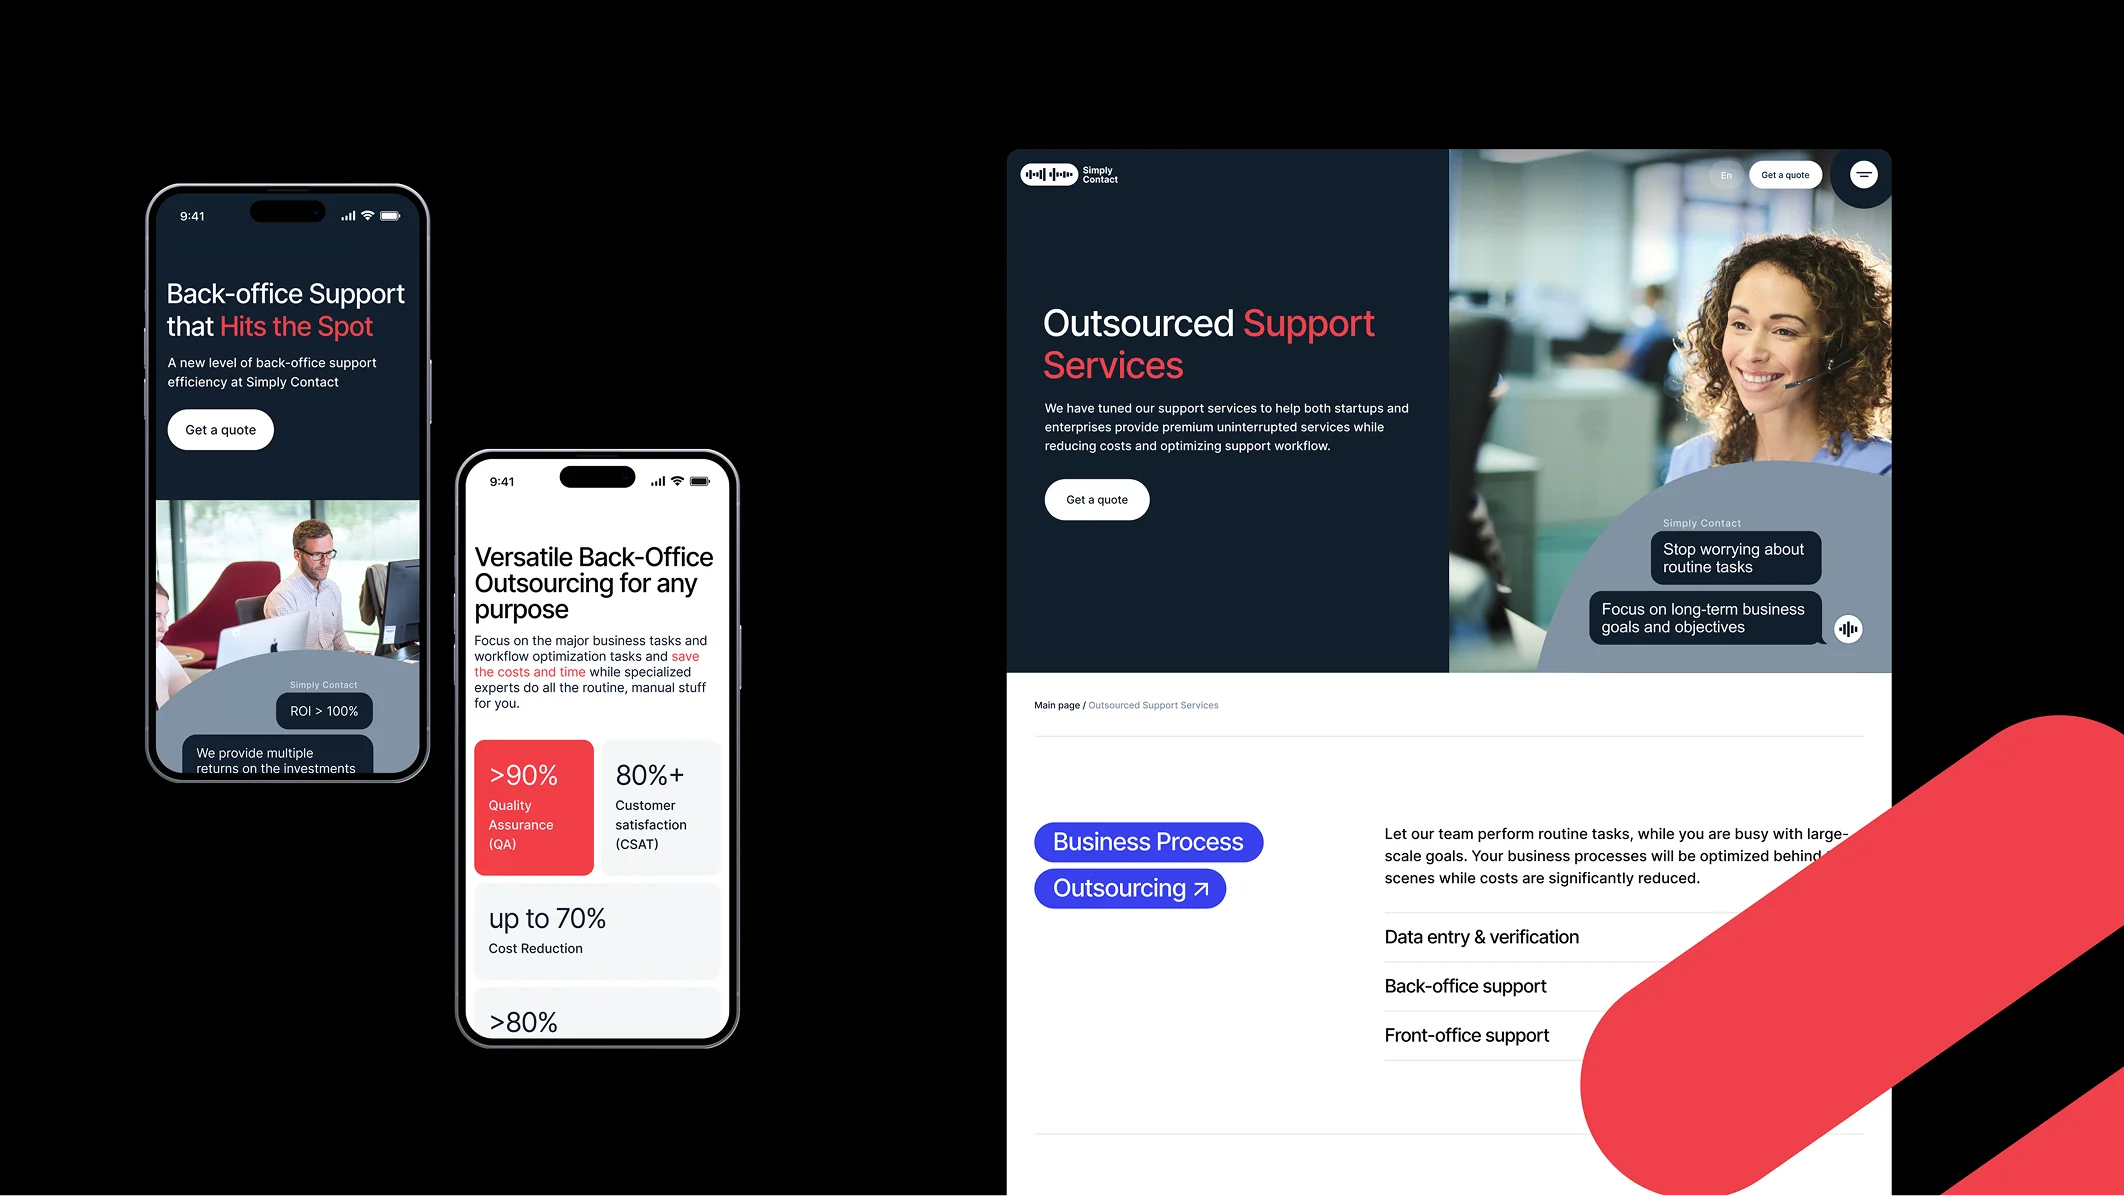 9:41
Back-office Support
that Hits the Spot
A new level of back-office support
efficiency at Simply Contact
Get a quote
Simply Contact
ROI > 100%
We provide multiple
returns on the investments
9:41
Versatile Back-Office
Outsourcing for any
purpose
Focus on the major business tasks and
workflow optimization tasks and save
the costs and time while specialized
experts do all the routine, manual stuff
for you.
>90%
Quality
Assurance
(QA)
80%+
Customer
satisfaction
(CSAT)
up to 70%
Cost Reduction
>80%
Simply
Contact
En
Get a quote
Outsourced Support
Services
We have tuned our support services to help both startups and
enterprises provide premium uninterrupted services while
reducing costs and optimizing support workflow.
Get a quote
Simply Contact
Stop worrying about
routine tasks
Focus on long-term business
goals and objectives
Main page / Outsourced Support Services
Business Process
Outsourcing
Let our team perform routine tasks, while you are busy with large-
scale goals. Your business processes will be optimized behind
scenes while costs are significantly reduced.
Data entry & verification
Back-office support
Front-office support